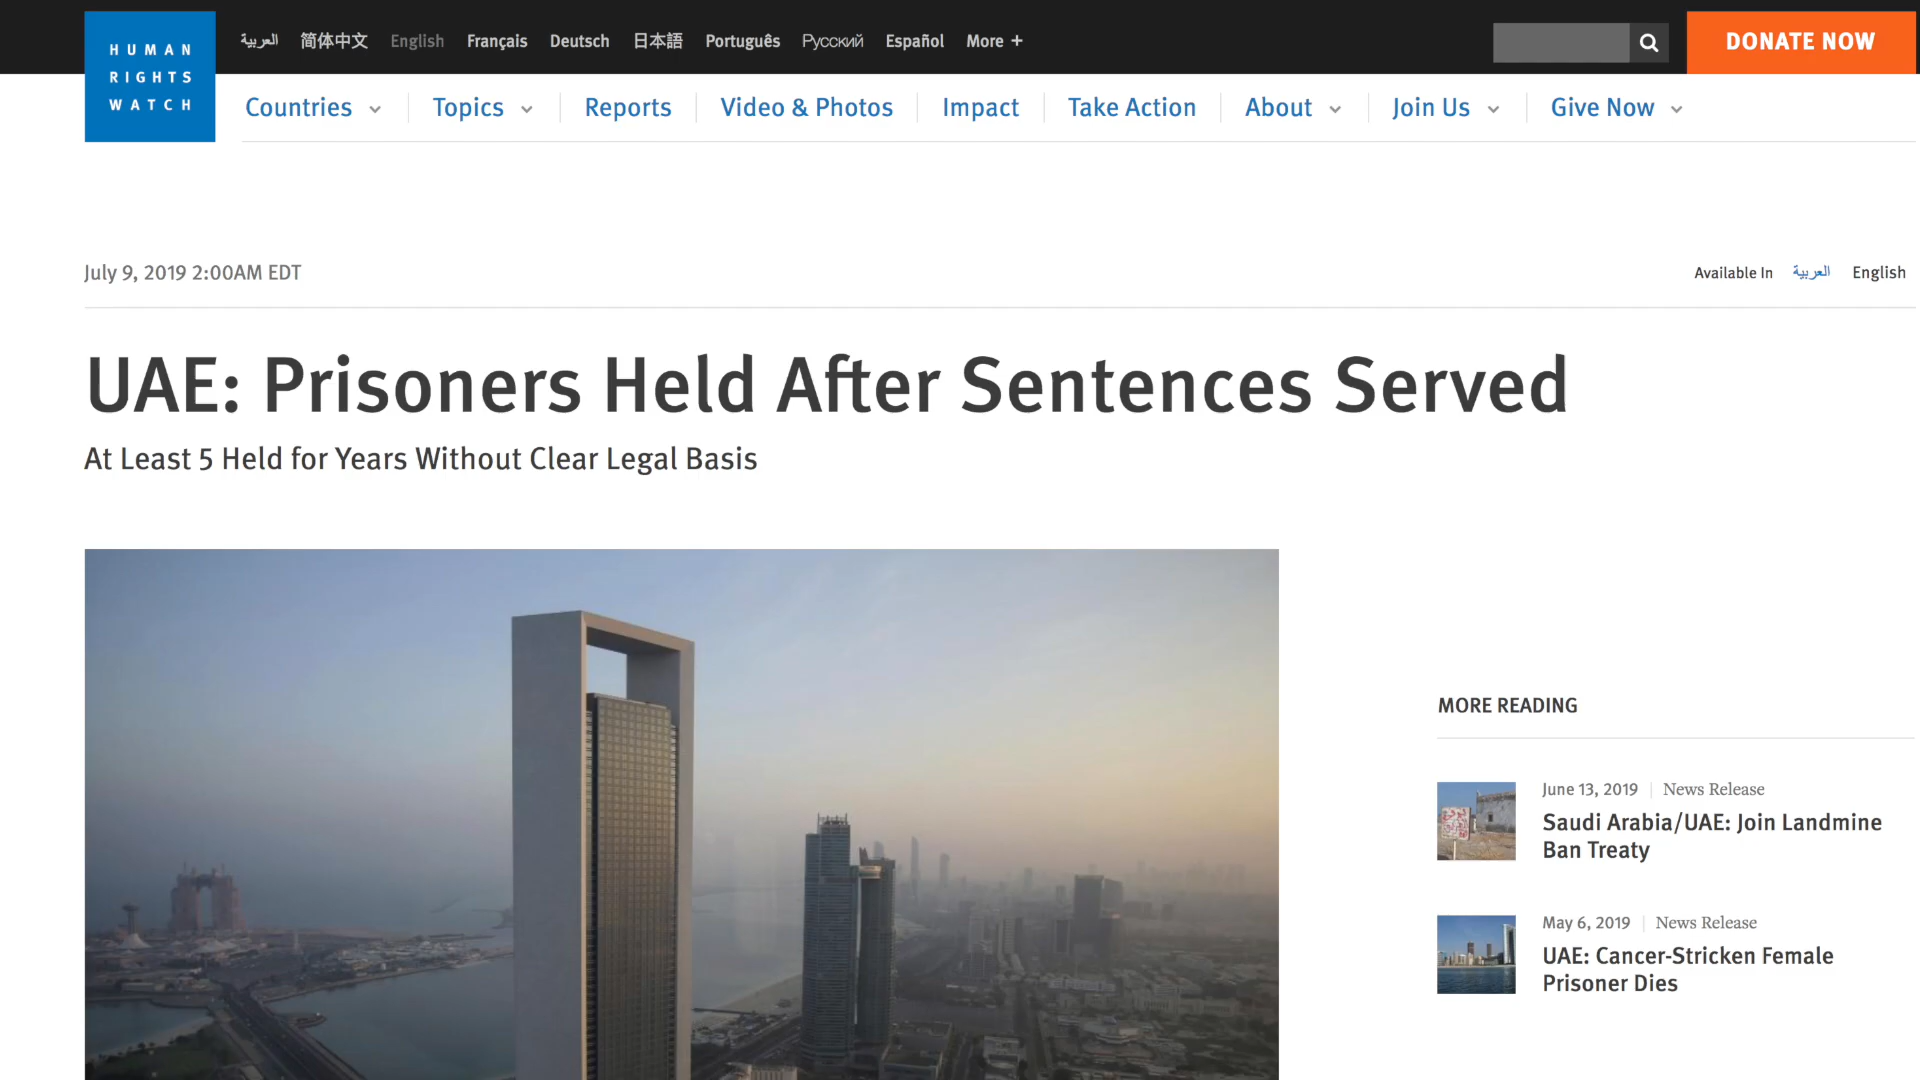 HUMAN
RIGHTS
WATCH
العربية 简体中文 English Français Deutsch 日本語 Português Русский Español More +
DONATE NOW
Countries Topics Reports Video & Photos Impact Take Action About Join Us Give Now
July 9, 2019 2:00AM EDT
Available In العربية English
UAE: Prisoners Held After Sentences Served
At Least 5 Held for Years Without Clear Legal Basis
MORE READING
June 13, 2019 | News Release
Saudi Arabia/UAE: Join Landmine
Ban Treaty
May 6, 2019 | News Release
UAE: Cancer-Stricken Female
Prisoner Dies